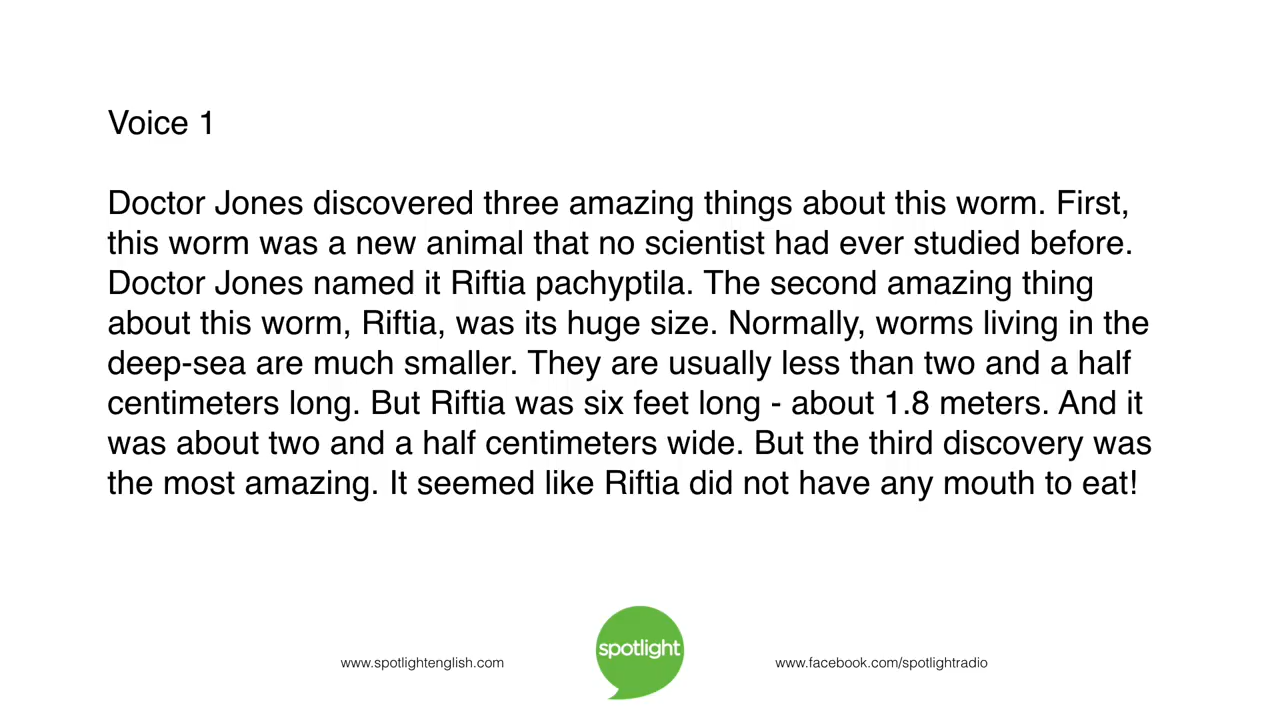 Voice 1
Doctor Jones discovered three amazing things about this worm. First,
this worm was a new animal that no scientist had ever studied before.
Doctor Jones named it Riftia pachyptila. The second amazing thing
about this worm, Riftia, was its huge size. Normally, worms living in the
deep-sea are much smaller. They are usually less than two and a half
centimeters long. But Riftia was six feet long - about 1.8 meters. And it
was about two and a half centimeters wide. But the third discovery was
the most amazing. It seemed like Riftia did not have any mouth to eat!
spotlight
www.spotlightenglish.com
www.facebook.com/spotlightradio